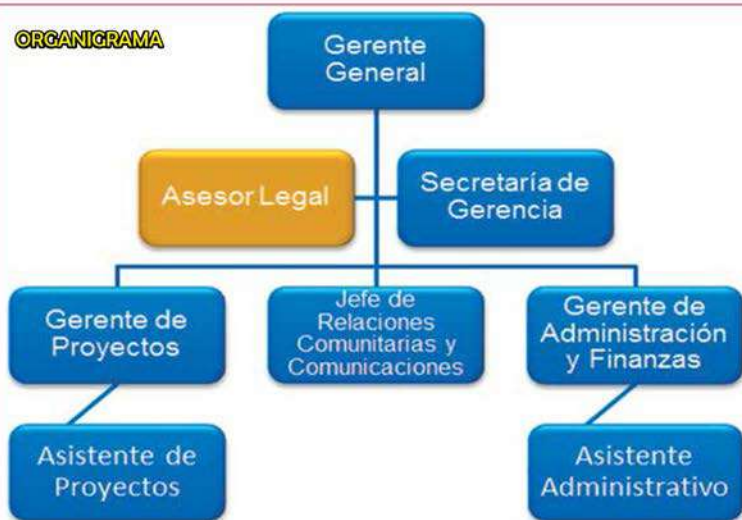 ORGANIGRAMA
Gerente
General
Asesor Legal
Secretaría de
Gerencia
Gerente de
Proyectos
Jefe de
Relaciones
Comunitarias y
Comunicaciones
Gerente de
Administración
y Finanzas
Asistente de
Proyectos
Asistente
Administrativo